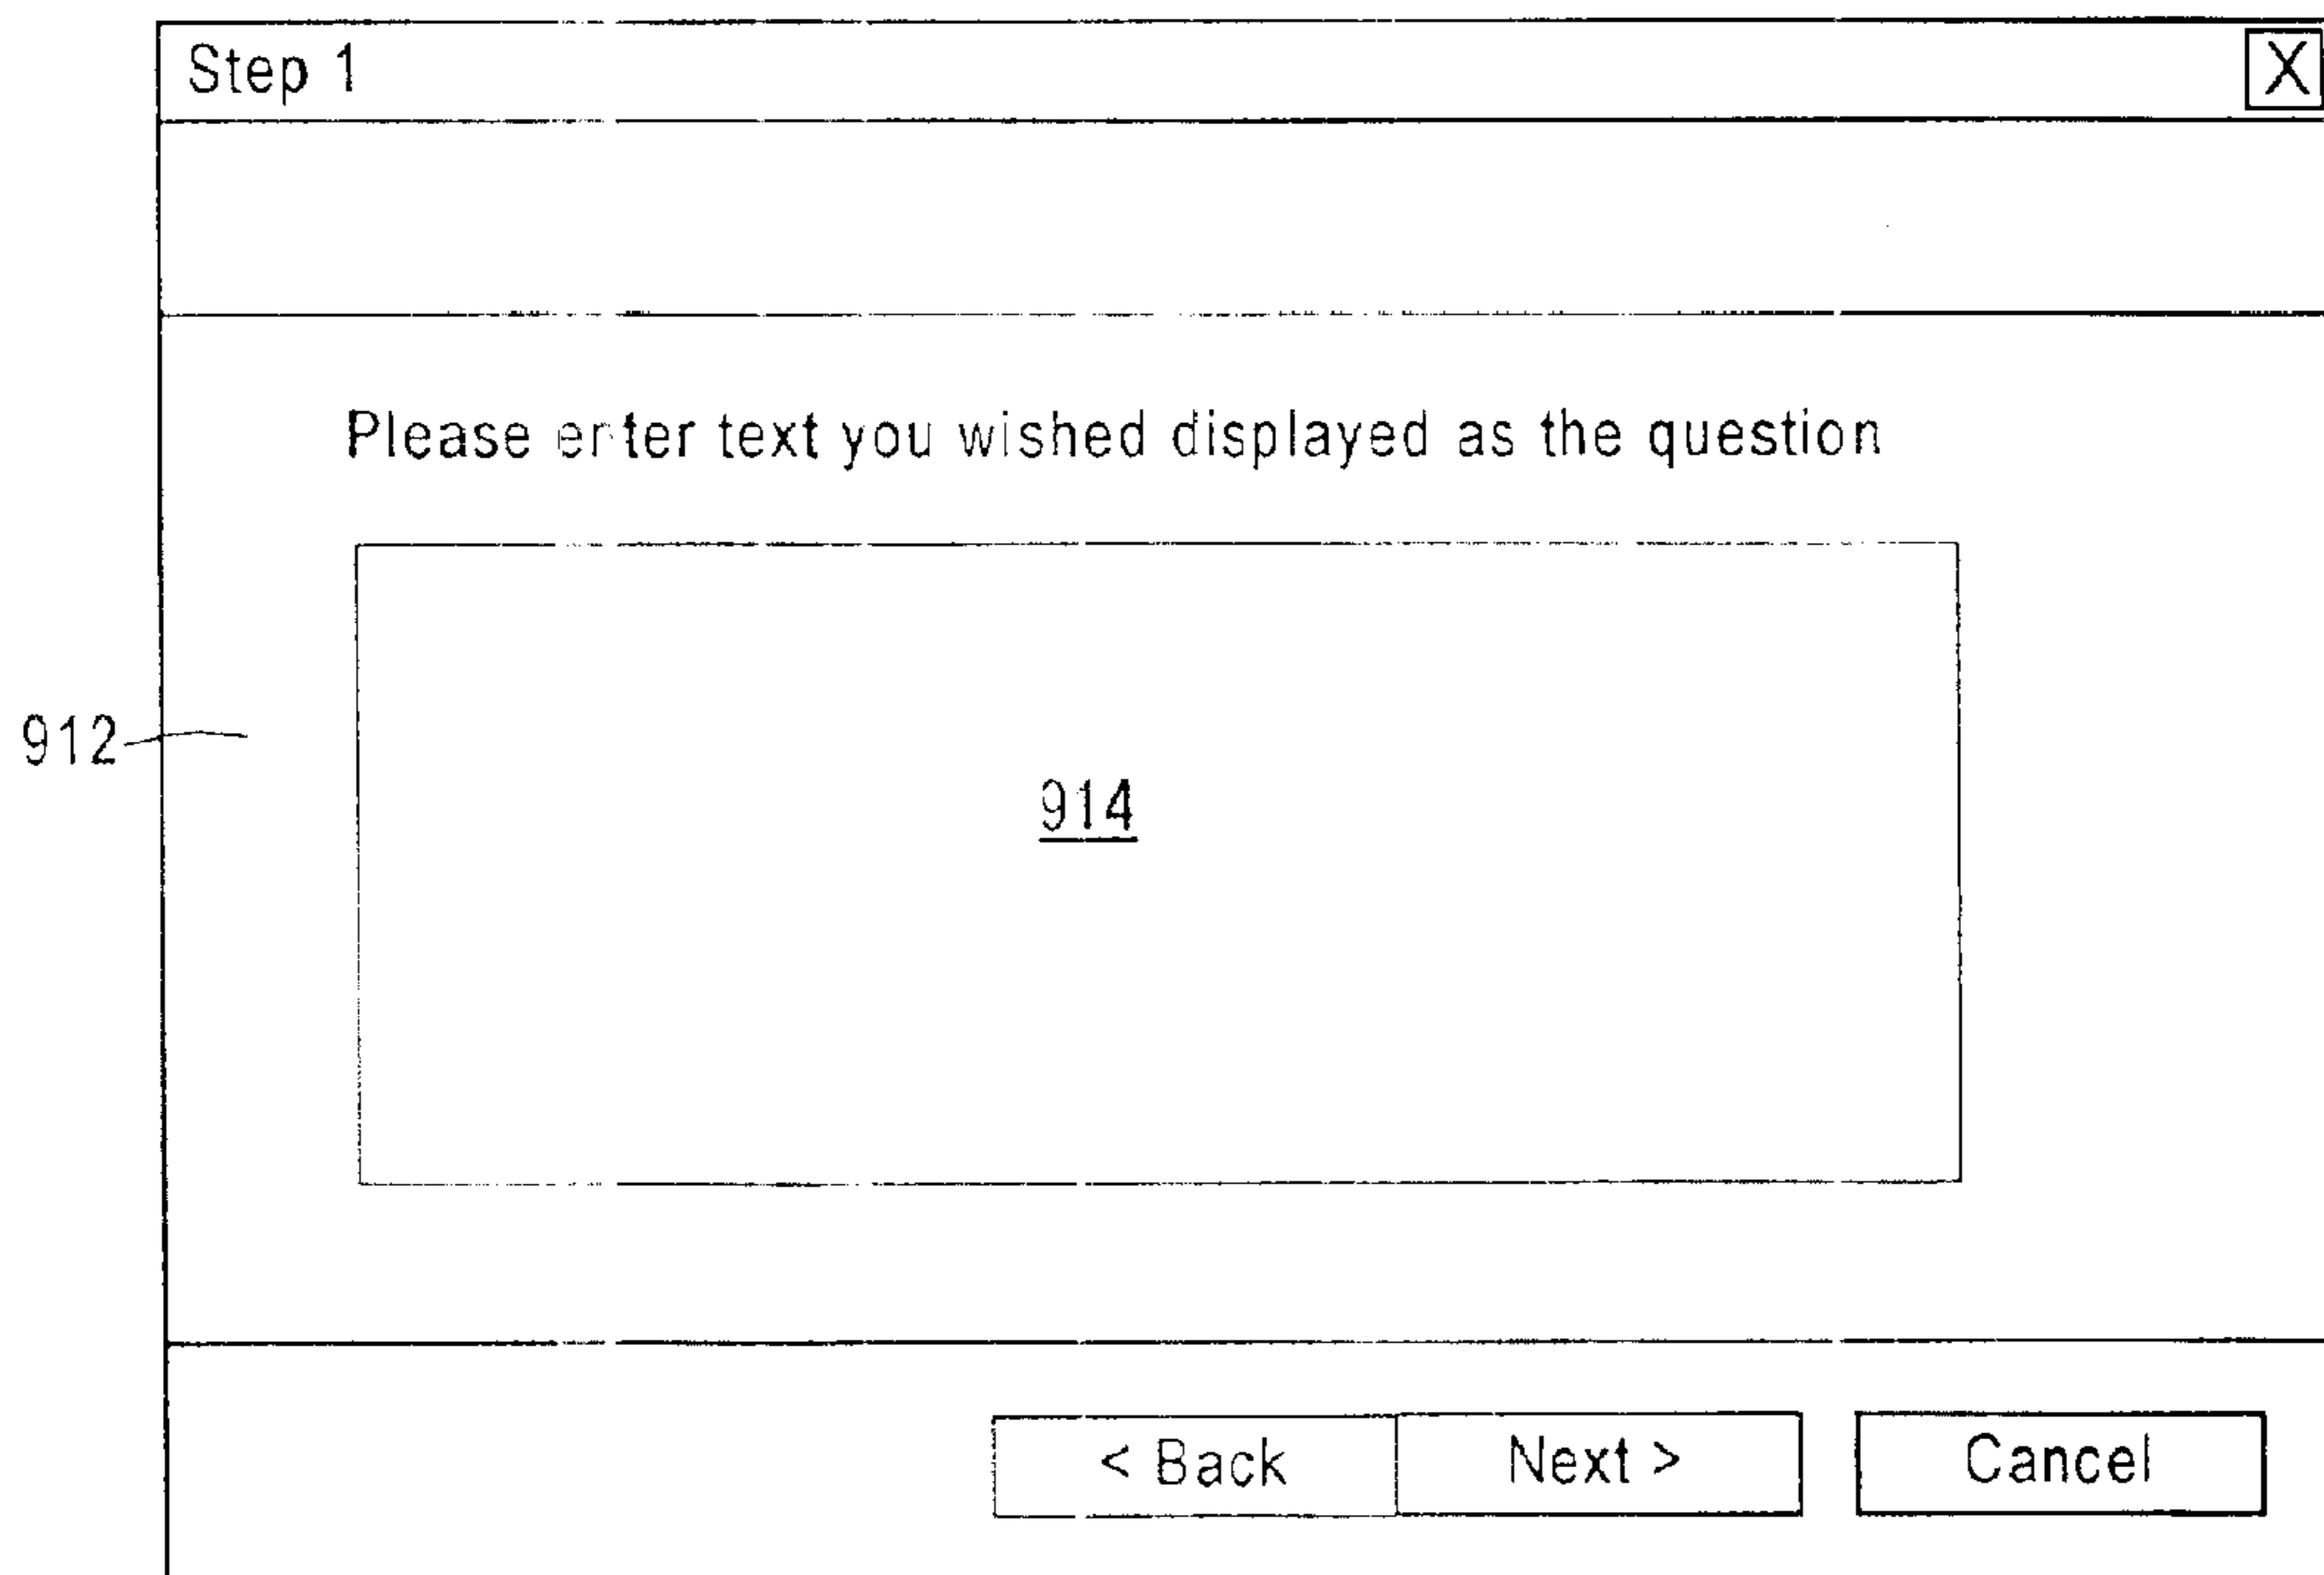 Step 1 X
Please enter text you wished displayed as the question
912
914
< Back Next > Cancel